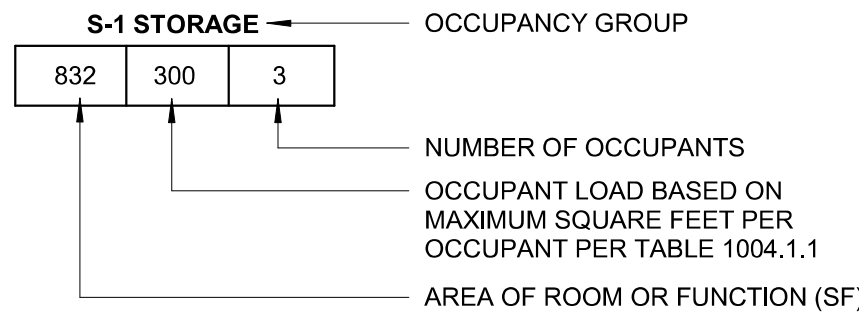 S-1 STORAGE
OCCUPANCY GROUP
832 300 3
NUMBER OF OCCUPANTS
OCCUPANT LOAD BASED ON
MAXIMUM SQUARE FEET PER
OCCUPANT PER TABLE 1004.1.1
AREA OF ROOM OR FUNCTION (SF)